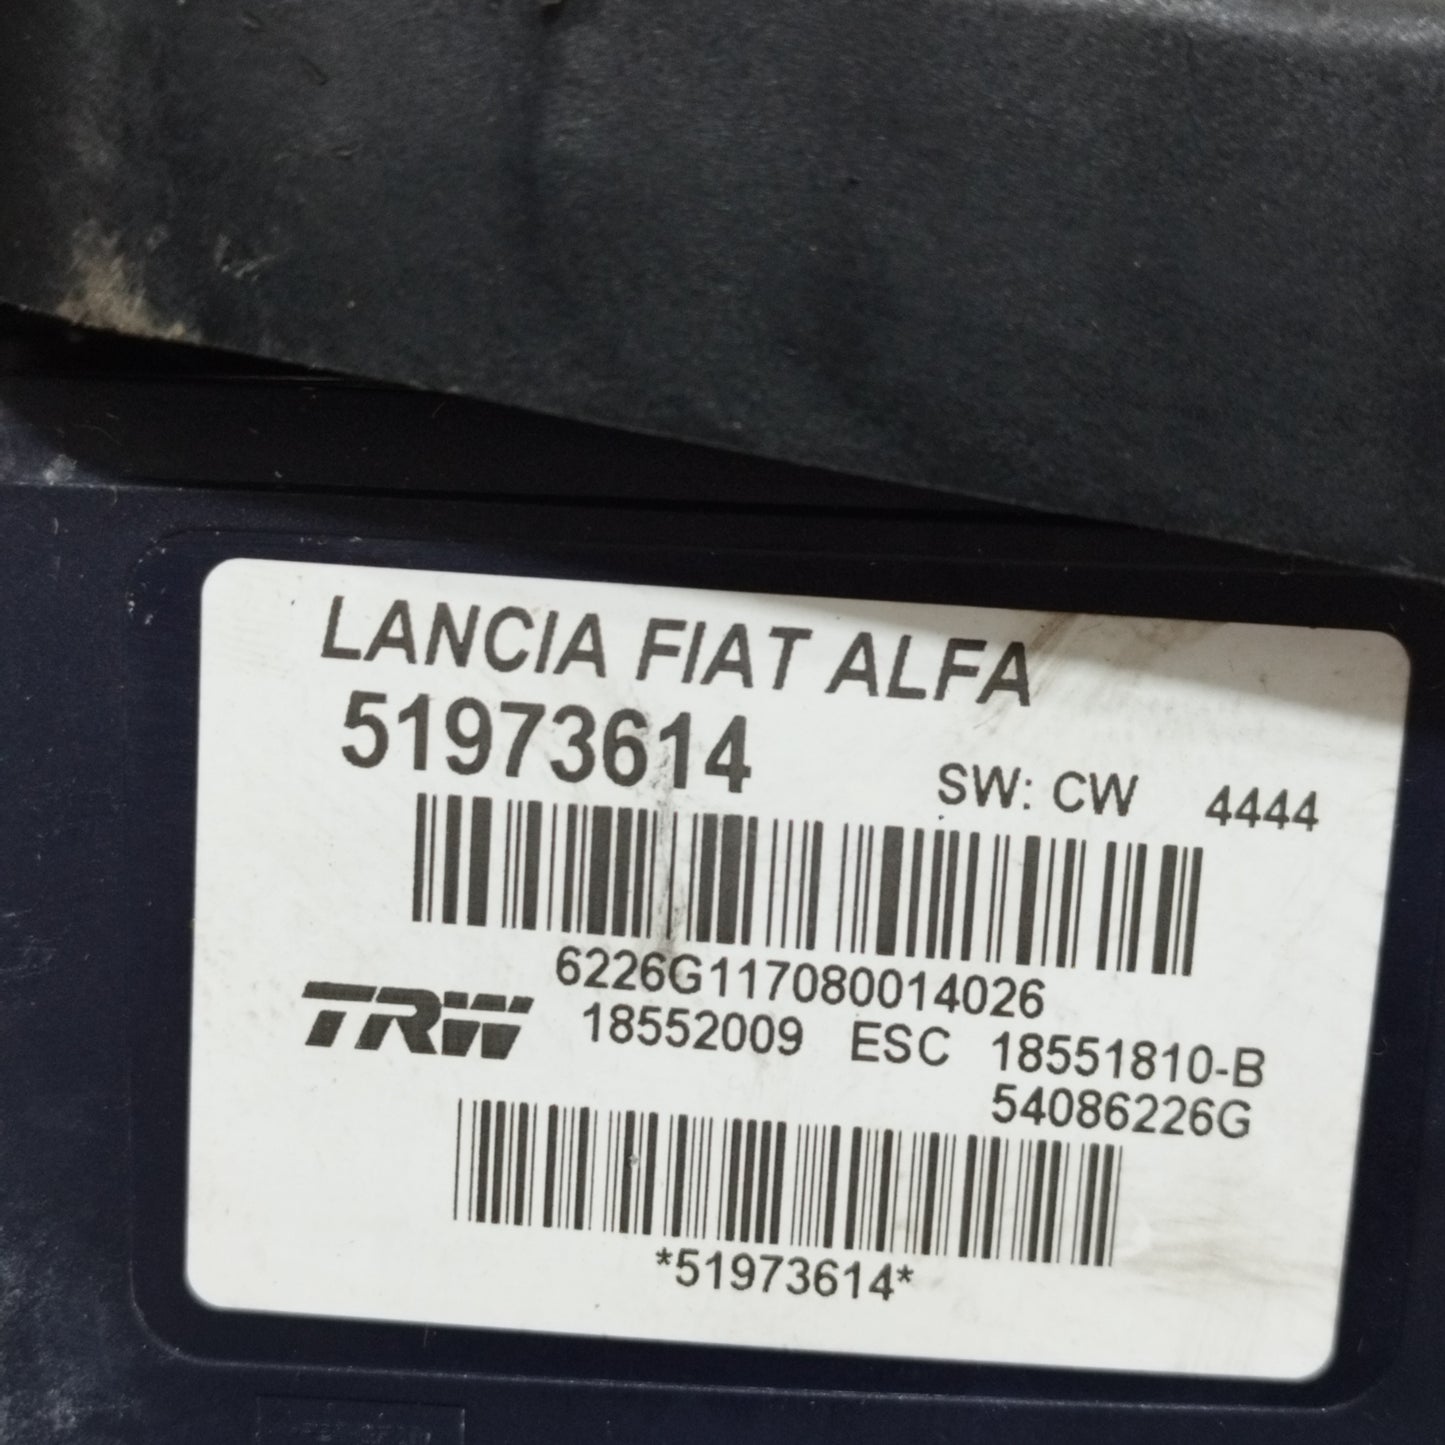 LANCIA FIAT ALFA
51973614
SW: CW 4444
6226G117080014026
TRW 18552009 ESC 18551810-B
54086226G
*51973614*